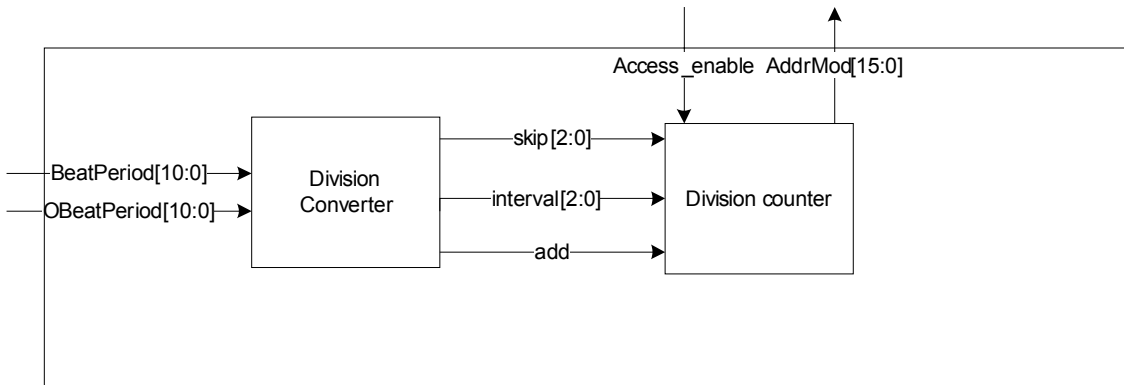 Access_enable AddrMod[15:0]
skip[2:0]
BeatPeriod[10:0]
Division
Converter
interval[2:0]
Division counter
OBeatPeriod[10:0]
add